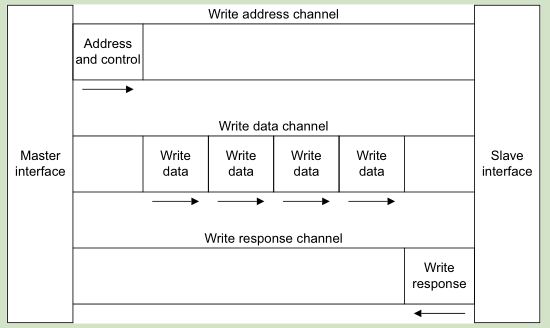 Write address channel
Address
and control
Write data channel
Master
interface
Write
data
Write
data
Write
data
Write
data
Slave
interface
Write response channel
Write
response